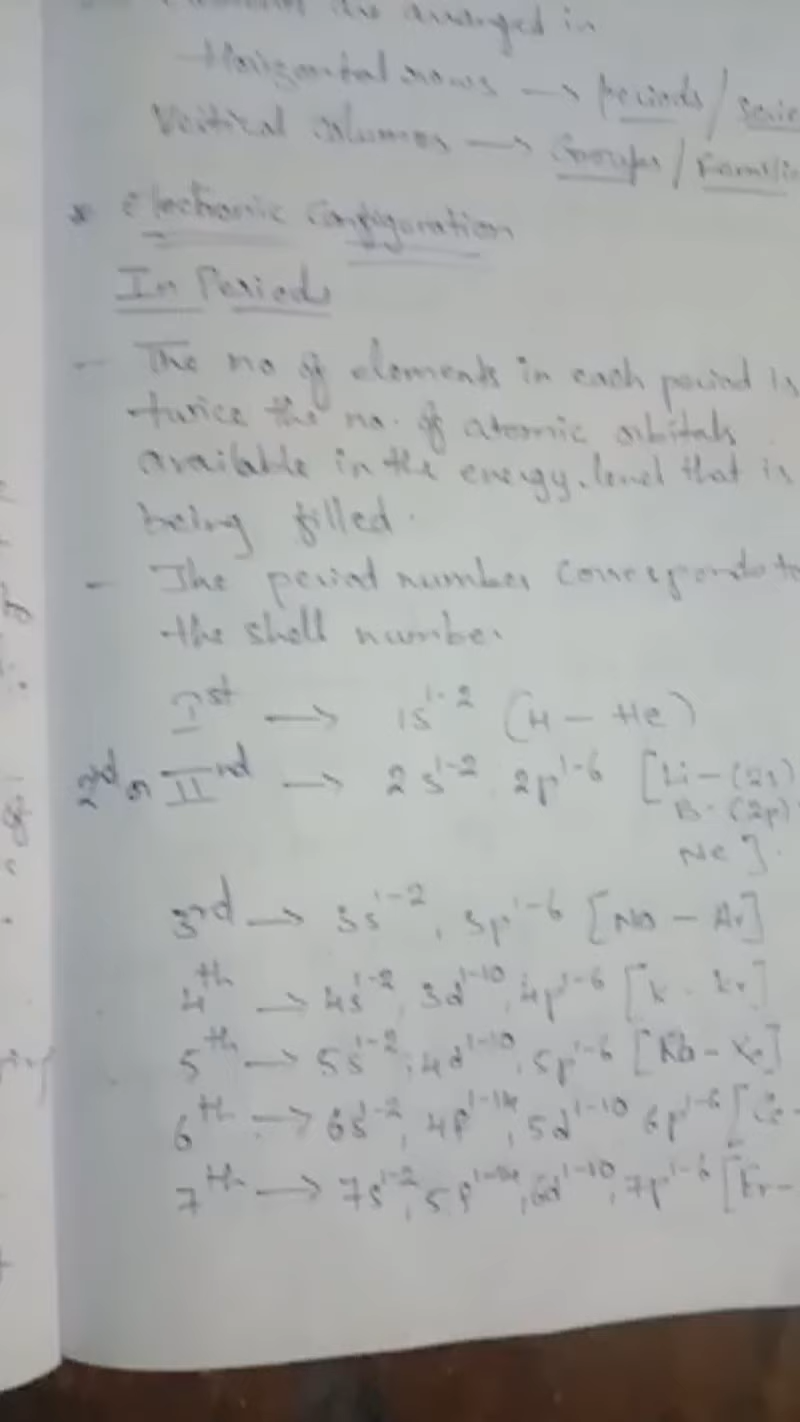 are arranged in
Horizontal rows → periods / Serie
Vertical columns → Groups / Famili
* Electronic Configuration
In Periods
- The no of elements in each period is
twice the no. of atomic orbitals
available in the energy level that is
being filled.
- The period number corresponds to
the shell number
Ist → 1s1-2 (H - He)
2nd or IInd → 2s1-2, 2p1-6 [Li - (2s)
B - (2p)
Ne].
3rd → 3s1-2, 3p1-6 [Na - Ar]
4th → 4s1-2, 3d1-10, 4p1-6 [K - Kr]
5th → 5s1-2, 4d1-10, 5p1-6 [Rb - Xe]
6th → 6s1-2, 4f1-14, 5d1-10 6p1-6 [Cs -
7th → 7s1-2, 5f1-14, 6d1-10, 7p1-6 [Fr -